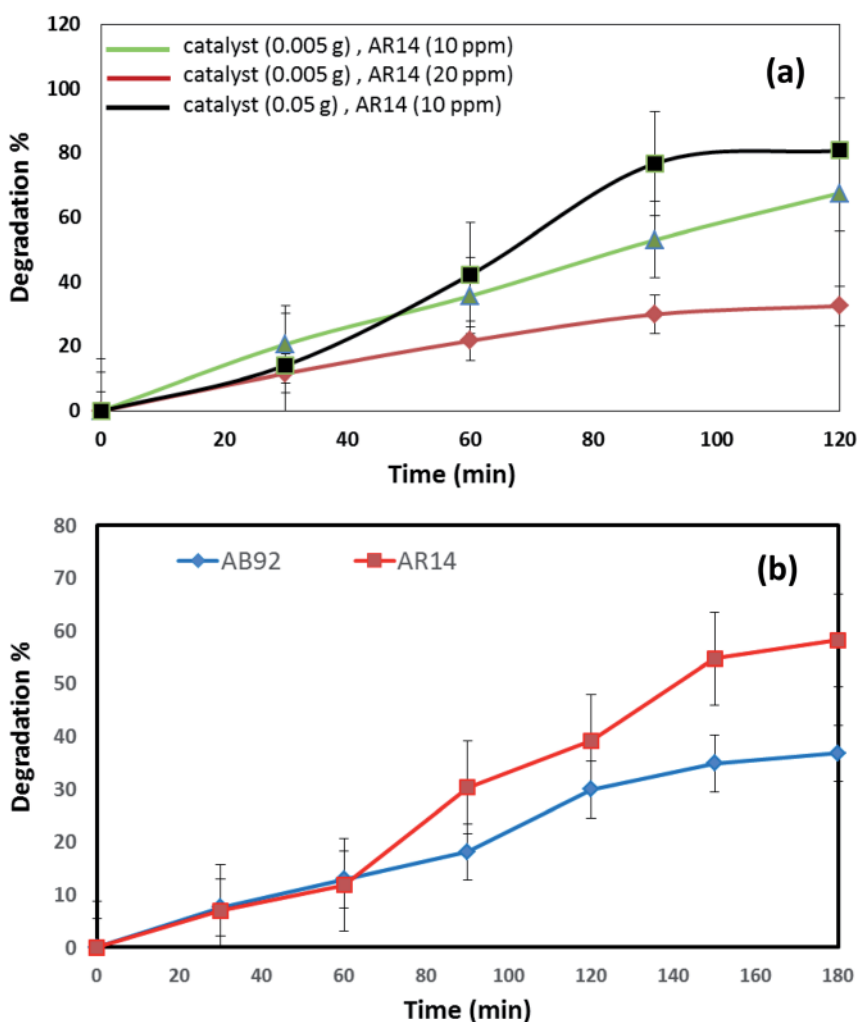 120
100
80
60
40
20
0
Degradation %
catalyst (0.005 g) , AR14 (10 ppm)
catalyst (0.005 g) , AR14 (20 ppm)
catalyst (0.05 g) , AR14 (10 ppm)
(a)
0 20 40 60 80 100 120
Time (min)
80
70
60
50
40
30
20
10
0
Degradation %
AB92 AR14
(b)
0 20 40 60 80 100 120 140 160 180
Time (min)